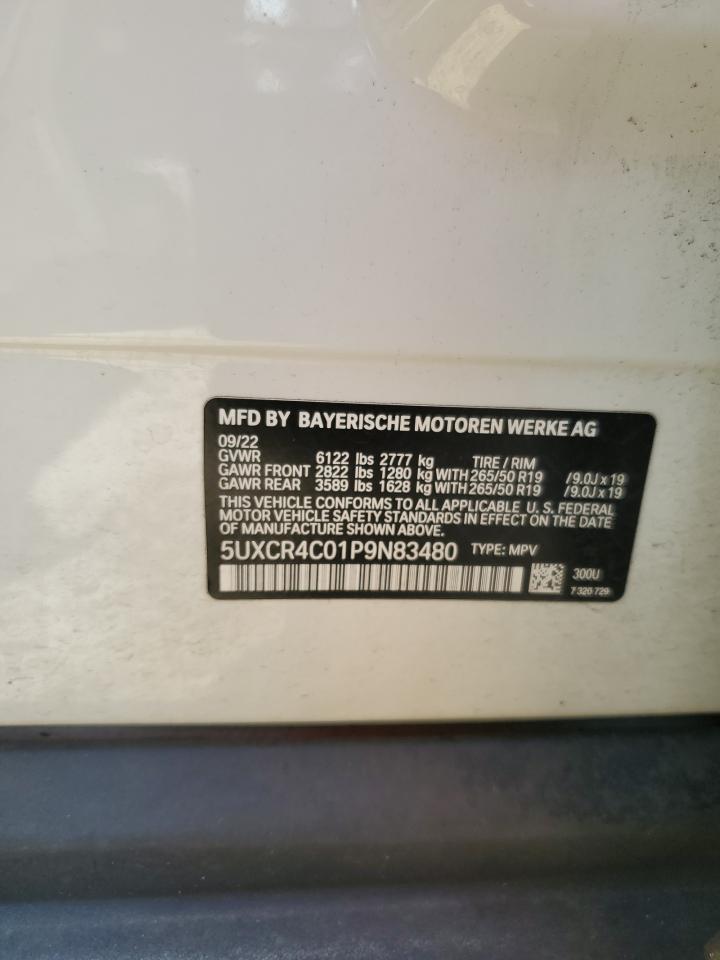 MFD BY BAYERISCHE MOTOREN WERKE AG
09/22
GVWR 6122 lbs 2777 kg TIRE / RIM
GAWR FRONT 2822 lbs 1280 kg WITH 265/50 R19 /9.0J x 19
GAWR REAR 3589 lbs 1628 kg WITH 265/50 R19 /9.0J x 19
THIS VEHICLE CONFORMS TO ALL APPLICABLE U.S. FEDERAL
MOTOR VEHICLE SAFETY STANDARDS IN EFFECT ON THE DATE
OF MANUFACTURE SHOWN ABOVE.
5UXCR4C01P9N83480 TYPE: MPV
300U
7 320 729